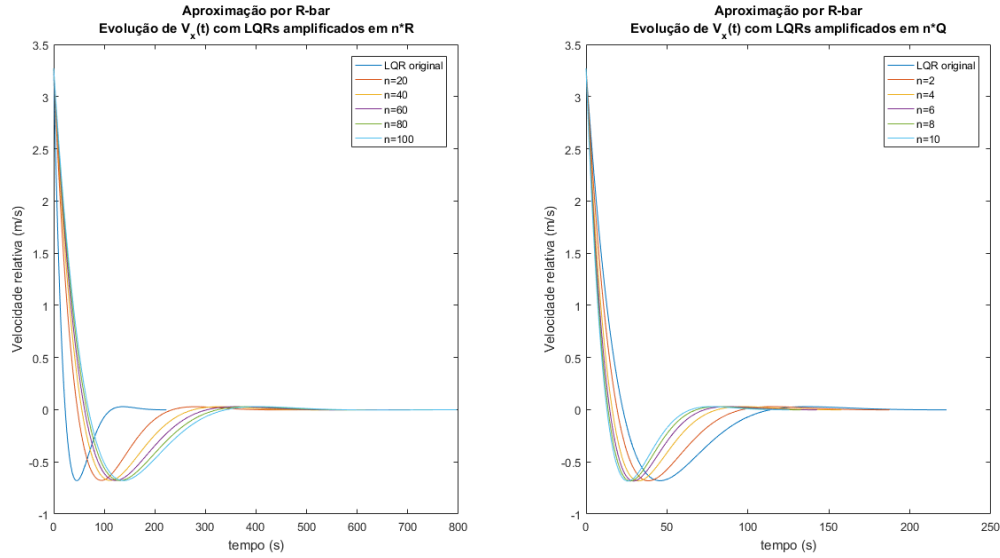 Aproximação por R-bar
Evolução de Vx(t) com LQRs amplificados em n*R
3.5
3
2.5
2
1.5
1
0.5
0
-0.5
-1
0
100
200
300
400
500
600
700
800
Velocidade relativa (m/s)
tempo (s)
LQR original
n=20
n=40
n=60
n=80
n=100
Aproximação por R-bar
Evolução de Vx(t) com LQRs amplificados em n*Q
3.5
3
2.5
2
1.5
1
0.5
0
-0.5
-1
0
50
100
150
200
250
Velocidade relativa (m/s)
tempo (s)
LQR original
n=2
n=4
n=6
n=8
n=10